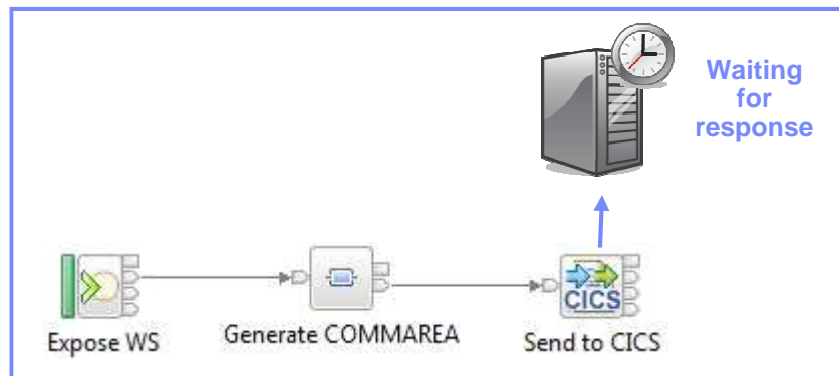 Waiting
for
response
CICS
Expose WS
Generate COMMAREA
Send to CICS